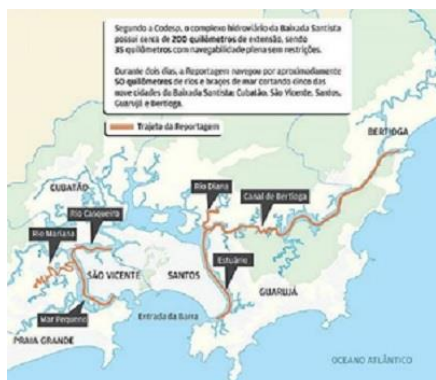 Segundo a Codesp, o complexo hidroviário da Baixada Santista
possui cerca de 200 quilômetros de extensão, sendo
35 quilômetros com navegabilidade plena sem restrições.
Durante dois dias, a Reportagem navegou por aproximadamente
50 quilômetros de rios e braços de mar cortando cinco das
nove cidades da Baixada Santista: Cubatão, São Vicente, Santos,
Guarujá e Bertioga.
Trajeto da Reportagem
BERTIOGA
CUBATÃO
Rio Diana
Canal de Bertioga
Rio Casqueiro
Rio Mariana
SÃO VICENTE
SANTOS
Estuário
GUARUJÁ
Mar Pequeno
Entrada da Barra
PRAIA GRANDE
OCEANO ATLÂNTICO